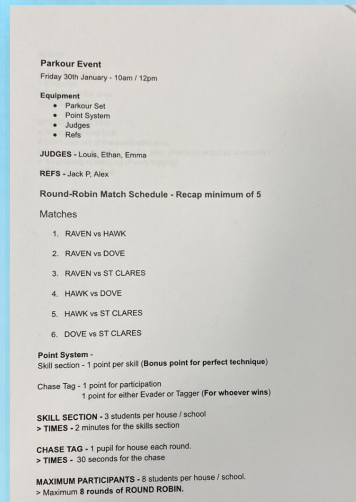 Parkour Event
Friday 30th January - 10am / 12pm
Equipment
● Parkour Set
● Point System
● Judges
● Refs
JUDGES - Louis, Ethan, Emma
REFS - Jack P, Alex
Round-Robin Match Schedule - Recap minimum of 5
Matches
1. RAVEN vs HAWK
2. RAVEN vs DOVE
3. RAVEN vs ST CLARES
4. HAWK vs DOVE
5. HAWK vs ST CLARES
6. DOVE vs ST CLARES
Point System -
Skill section - 1 point per skill (Bonus point for perfect technique)
Chase Tag - 1 point for participation
1 point for either Evader or Tagger (For whoever wins)
SKILL SECTION - 3 students per house / school
> TIMES - 2 minutes for the skills section
CHASE TAG - 1 pupil for house each round.
> TIMES - 30 seconds for the chase
MAXIMUM PARTICIPANTS - 8 students per house / school.
> Maximum 8 rounds of ROUND ROBIN.